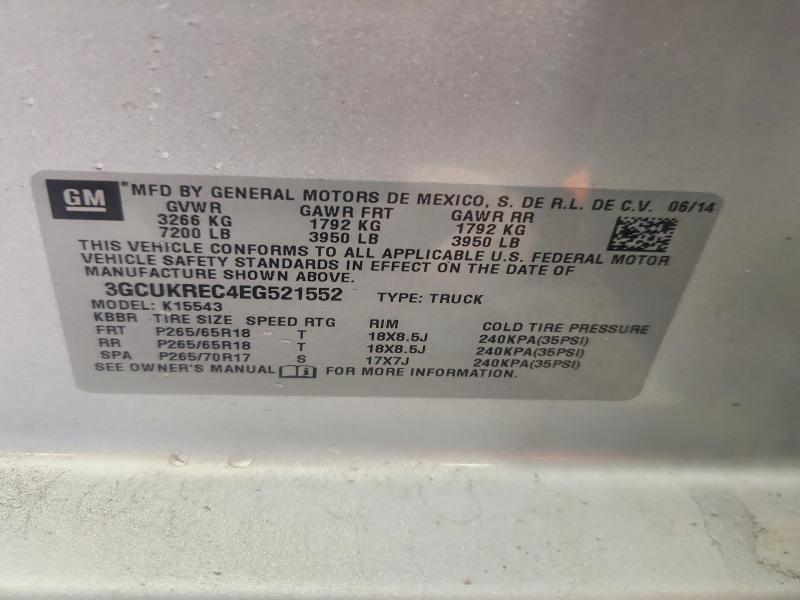 GM *MFD BY GENERAL MOTORS DE MEXICO, S. DE R.L. DE C.V. 06/14
GVWR GAWR FRT GAWR RR
3266 KG 1792 KG 1792 KG
7200 LB 3950 LB 3950 LB
THIS VEHICLE CONFORMS TO ALL APPLICABLE U.S. FEDERAL MOTOR
VEHICLE SAFETY STANDARDS IN EFFECT ON THE DATE OF
MANUFACTURE SHOWN ABOVE.
3GCUKREC4EG521552 TYPE: TRUCK
MODEL: K15543
KBBR TIRE SIZE SPEED RTG RIM COLD TIRE PRESSURE
FRT P265/65R18 T 18X8.5J 240KPA(35PSI)
RR P265/65R18 T 18X8.5J 240KPA(35PSI)
SPA P265/70R17 S 17X7J 240KPA(35PSI)
SEE OWNER'S MANUAL FOR MORE INFORMATION.